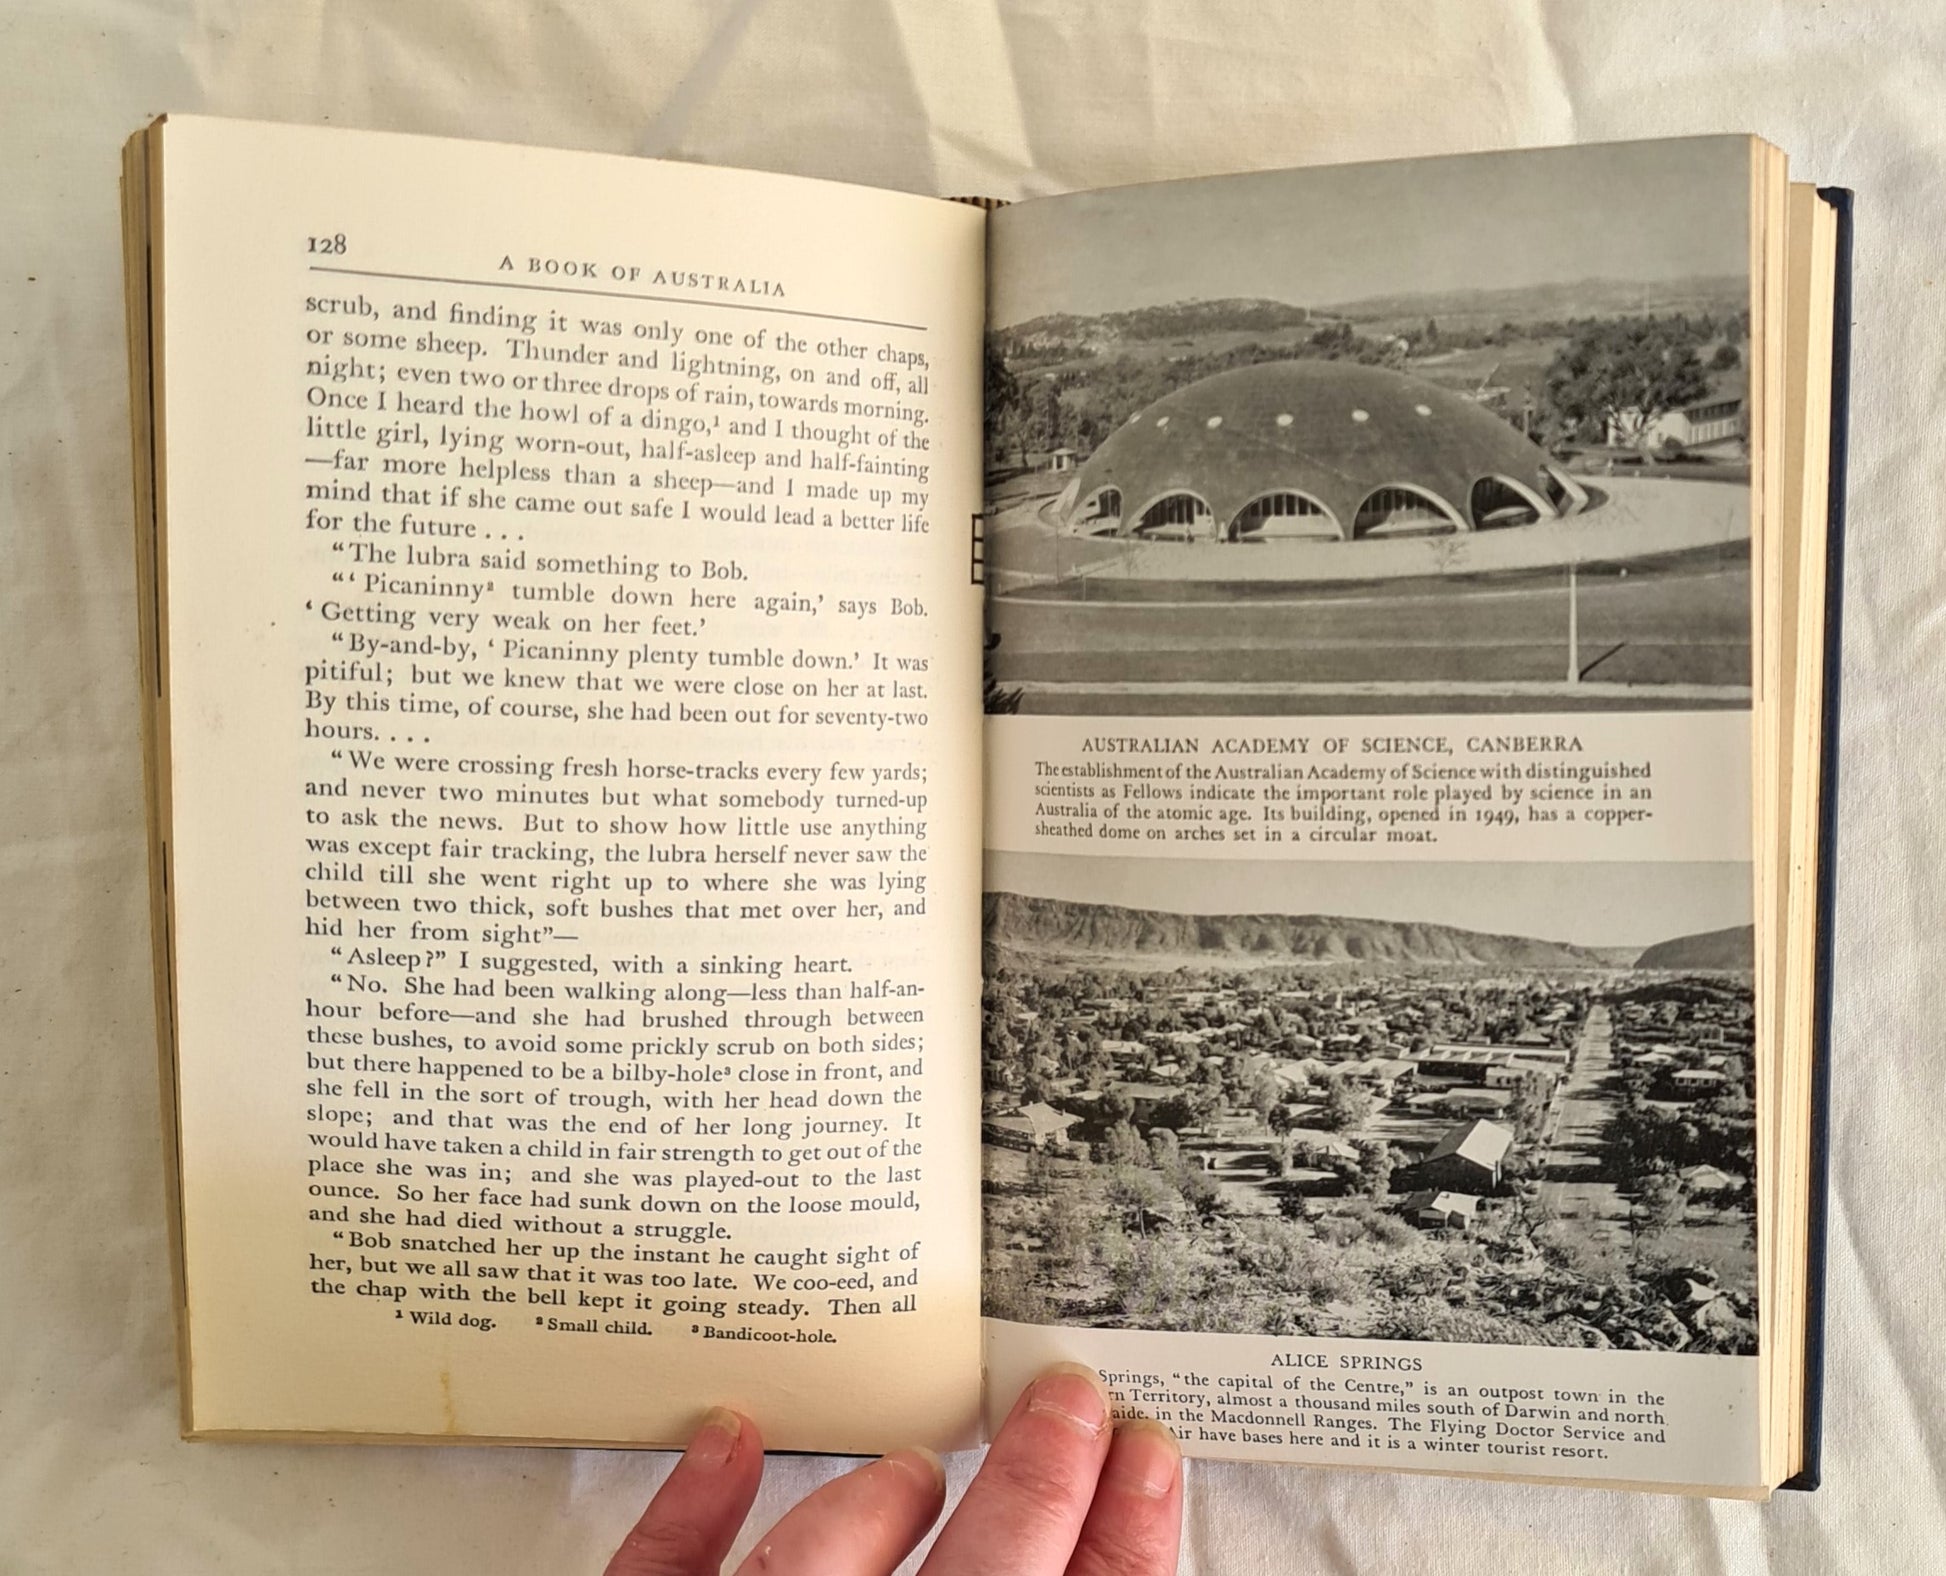 128
A BOOK OF AUSTRALIA
scrub, and finding it was only one of the other chaps,
or some sheep. Thunder and lightning, on and off, all
night; even two or three drops of rain, towards morning.
Once I heard the howl of a dingo,¹ and I thought of the
little girl, lying worn-out, half-asleep and half-fainting
—far more helpless than a sheep—and I made up my
mind that if she came out safe I would lead a better life
for the future . . .
“The lubra said something to Bob.
“‘ Picaninny² tumble down here again,’ says Bob.
‘ Getting very weak on her feet.’
“By-and-by, ‘ Picaninny plenty tumble down.’ It was
pitiful; but we knew that we were close on her at last.
By this time, of course, she had been out for seventy-two
hours. . . .
“We were crossing fresh horse-tracks every few yards;
and never two minutes but what somebody turned-up
to ask the news. But to show how little use anything
was except fair tracking, the lubra herself never saw the
child till she went right up to where she was lying
between two thick, soft bushes that met over her, and
hid her from sight”—
“Asleep?” I suggested, with a sinking heart.
“No. She had been walking along—less than half-an-
hour before—and she had brushed through between
these bushes, to avoid some prickly scrub on both sides;
but there happened to be a bilby-hole³ close in front, and
she fell in the sort of trough, with her head down the
slope; and that was the end of her long journey. It
would have taken a child in fair strength to get out of the
place she was in; and she was played-out to the last
ounce. So her face had sunk down on the loose mould,
and she had died without a struggle.
“Bob snatched her up the instant he caught sight of
her, but we all saw that it was too late. We coo-eed, and
the chap with the bell kept it going steady. Then all
¹ Wild dog. ² Small child. ³ Bandicoot-hole.
AUSTRALIAN ACADEMY OF SCIENCE, CANBERRA
The establishment of the Australian Academy of Science with distinguished
scientists as Fellows indicate the important role played by science in an
Australia of the atomic age. Its building, opened in 1949, has a copper-
sheathed dome on arches set in a circular moat.
ALICE SPRINGS
Springs, “the capital of the Centre,” is an outpost town in the
Territory, almost a thousand miles south of Darwin and north
in the Macdonnell Ranges. The Flying Doctor Service and
Air have bases here and it is a winter tourist resort.